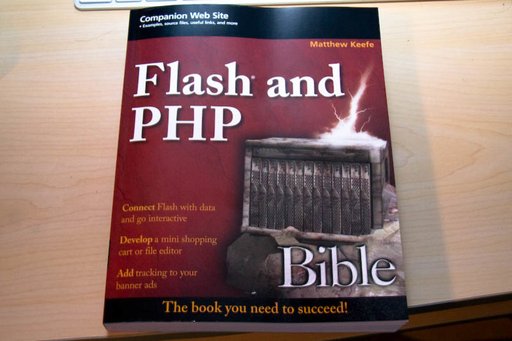 Companion Web Site
• Examples, source files, useful links, and more
Matthew Keefe
Flash® and
PHP
Connect Flash with data
and go interactive
Develop a mini shopping
cart or file editor
Add tracking to your
banner ads
Bible
The book you need to succeed!